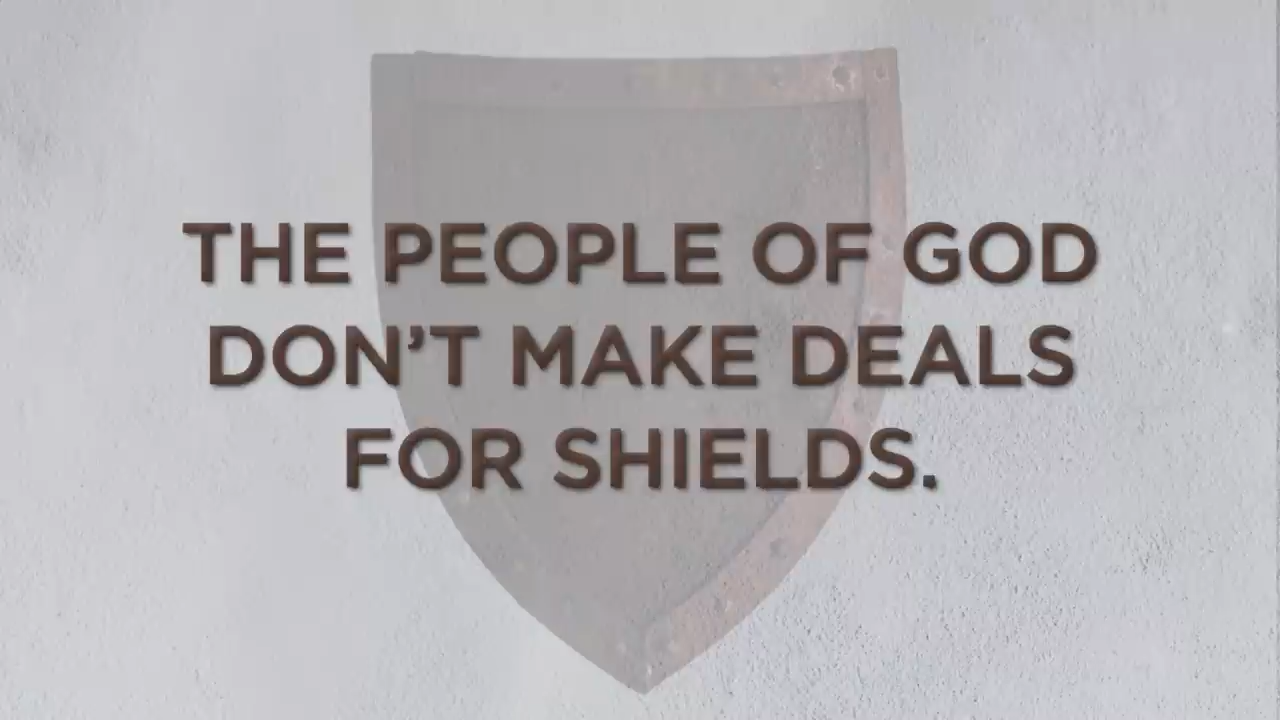 THE PEOPLE OF GOD
DON’T MAKE DEALS
FOR SHIELDS.